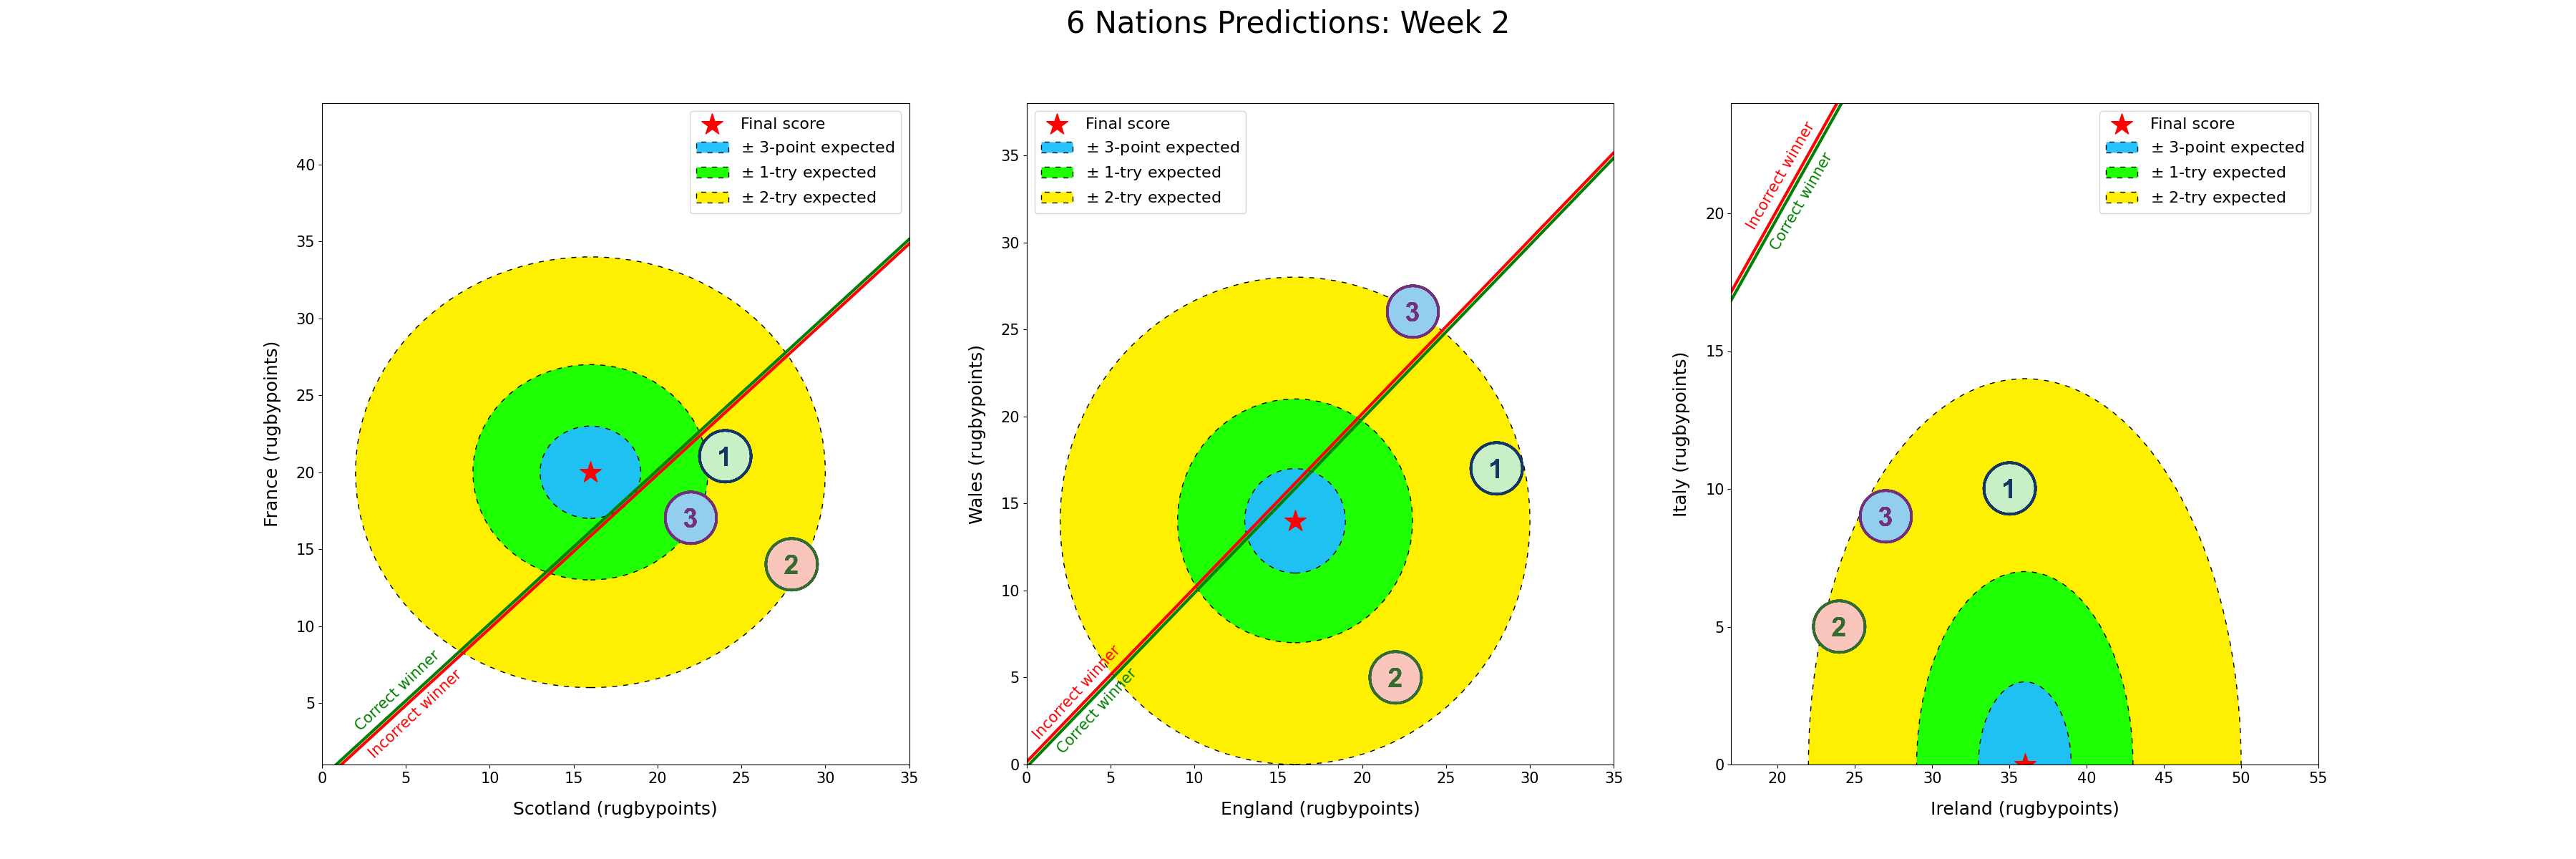 6 Nations Predictions: Week 2
Final score
± 3-point expected
± 1-try expected
± 2-try expected
40
35
30
25
20
15
10
5
France (rugbypoints)
Correct winner
Incorrect winner
1
3
2
0 5 10 15 20 25 30 35
Scotland (rugbypoints)
Final score
± 3-point expected
± 1-try expected
± 2-try expected
35
30
25
20
15
10
5
0
Wales (rugbypoints)
Incorrect winner
Correct winner
3
1
2
0 5 10 15 20 25 30 35
England (rugbypoints)
Final score
± 3-point expected
± 1-try expected
± 2-try expected
Incorrect winner
Correct winner
20
15
10
5
0
Italy (rugbypoints)
1
3
2
20 25 30 35 40 45 50 55
Ireland (rugbypoints)